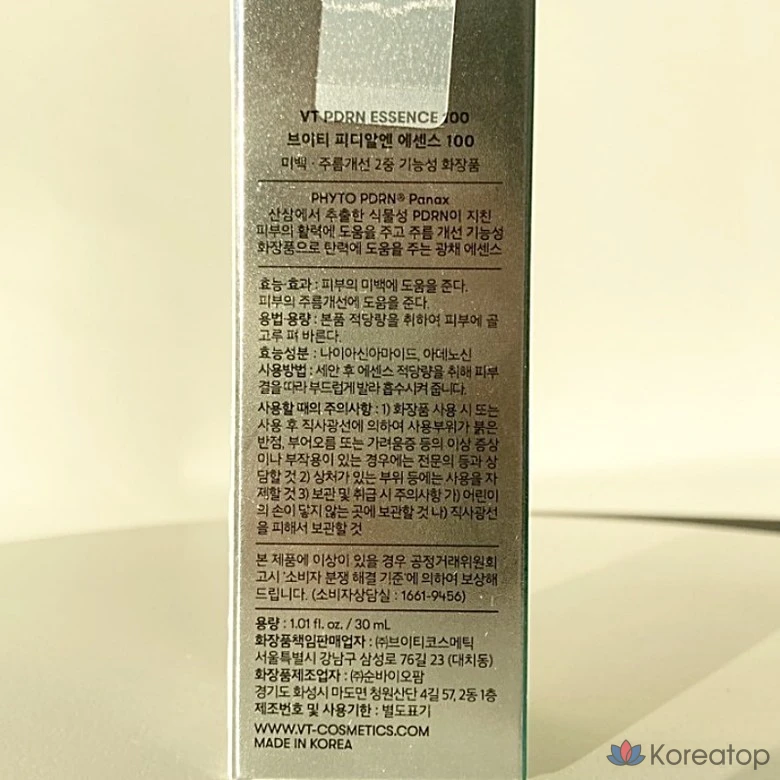 VT PDRN ESSENCE 100
브이티 피디알엔 에센스 100
미백 · 주름개선 2중 기능성 화장품
PHYTO PDRN® Panax
산삼에서 추출한 식물성 PDRN이 지친
피부의 활력에 도움을 주고 주름 개선 기능성
화장품으로 탄력에 도움을 주는 광채 에센스
효능·효과 : 피부의 미백에 도움을 준다.
피부의 주름개선에 도움을 준다.
용법·용량 : 본품 적당량을 취하여 피부에 골
고루 펴 바른다.
효능성분 : 나이아신아마이드, 아데노신
사용방법 : 세안 후 에센스 적당량을 취해 피부
결을 따라 부드럽게 발라 흡수시켜 줍니다.
사용할 때의 주의사항 : 1) 화장품 사용 시 또는
사용 후 직사광선에 의하여 사용부위가 붉은
반점, 부어오름 또는 가려움증 등의 이상 증상
이나 부작용이 있는 경우에는 전문의 등과 상
담할 것 2) 상처가 있는 부위 등에는 사용을 자
제할 것 3) 보관 및 취급 시 주의사항 가) 어린이
의 손이 닿지 않는 곳에 보관할 것 나) 직사광선
을 피해서 보관할 것
본 제품에 이상이 있을 경우 공정거래위원회
고시 '소비자 분쟁 해결 기준'에 의하여 보상해
드립니다. (소비자상담실 : 1661-9456)
용량 : 1.01 fl. oz. / 30 mL
화장품책임판매업자 : ㈜브이티코스메틱
서울특별시 강남구 삼성로 76길 23 (대치동)
화장품제조업자 : ㈜순바이오팜
경기도 화성시 마도면 청원산단 4길 57, 2동 1층
제조번호 및 사용기한 : 별도표기
WWW.VT-COSMETICS.COM
MADE IN KOREA
Koreatop